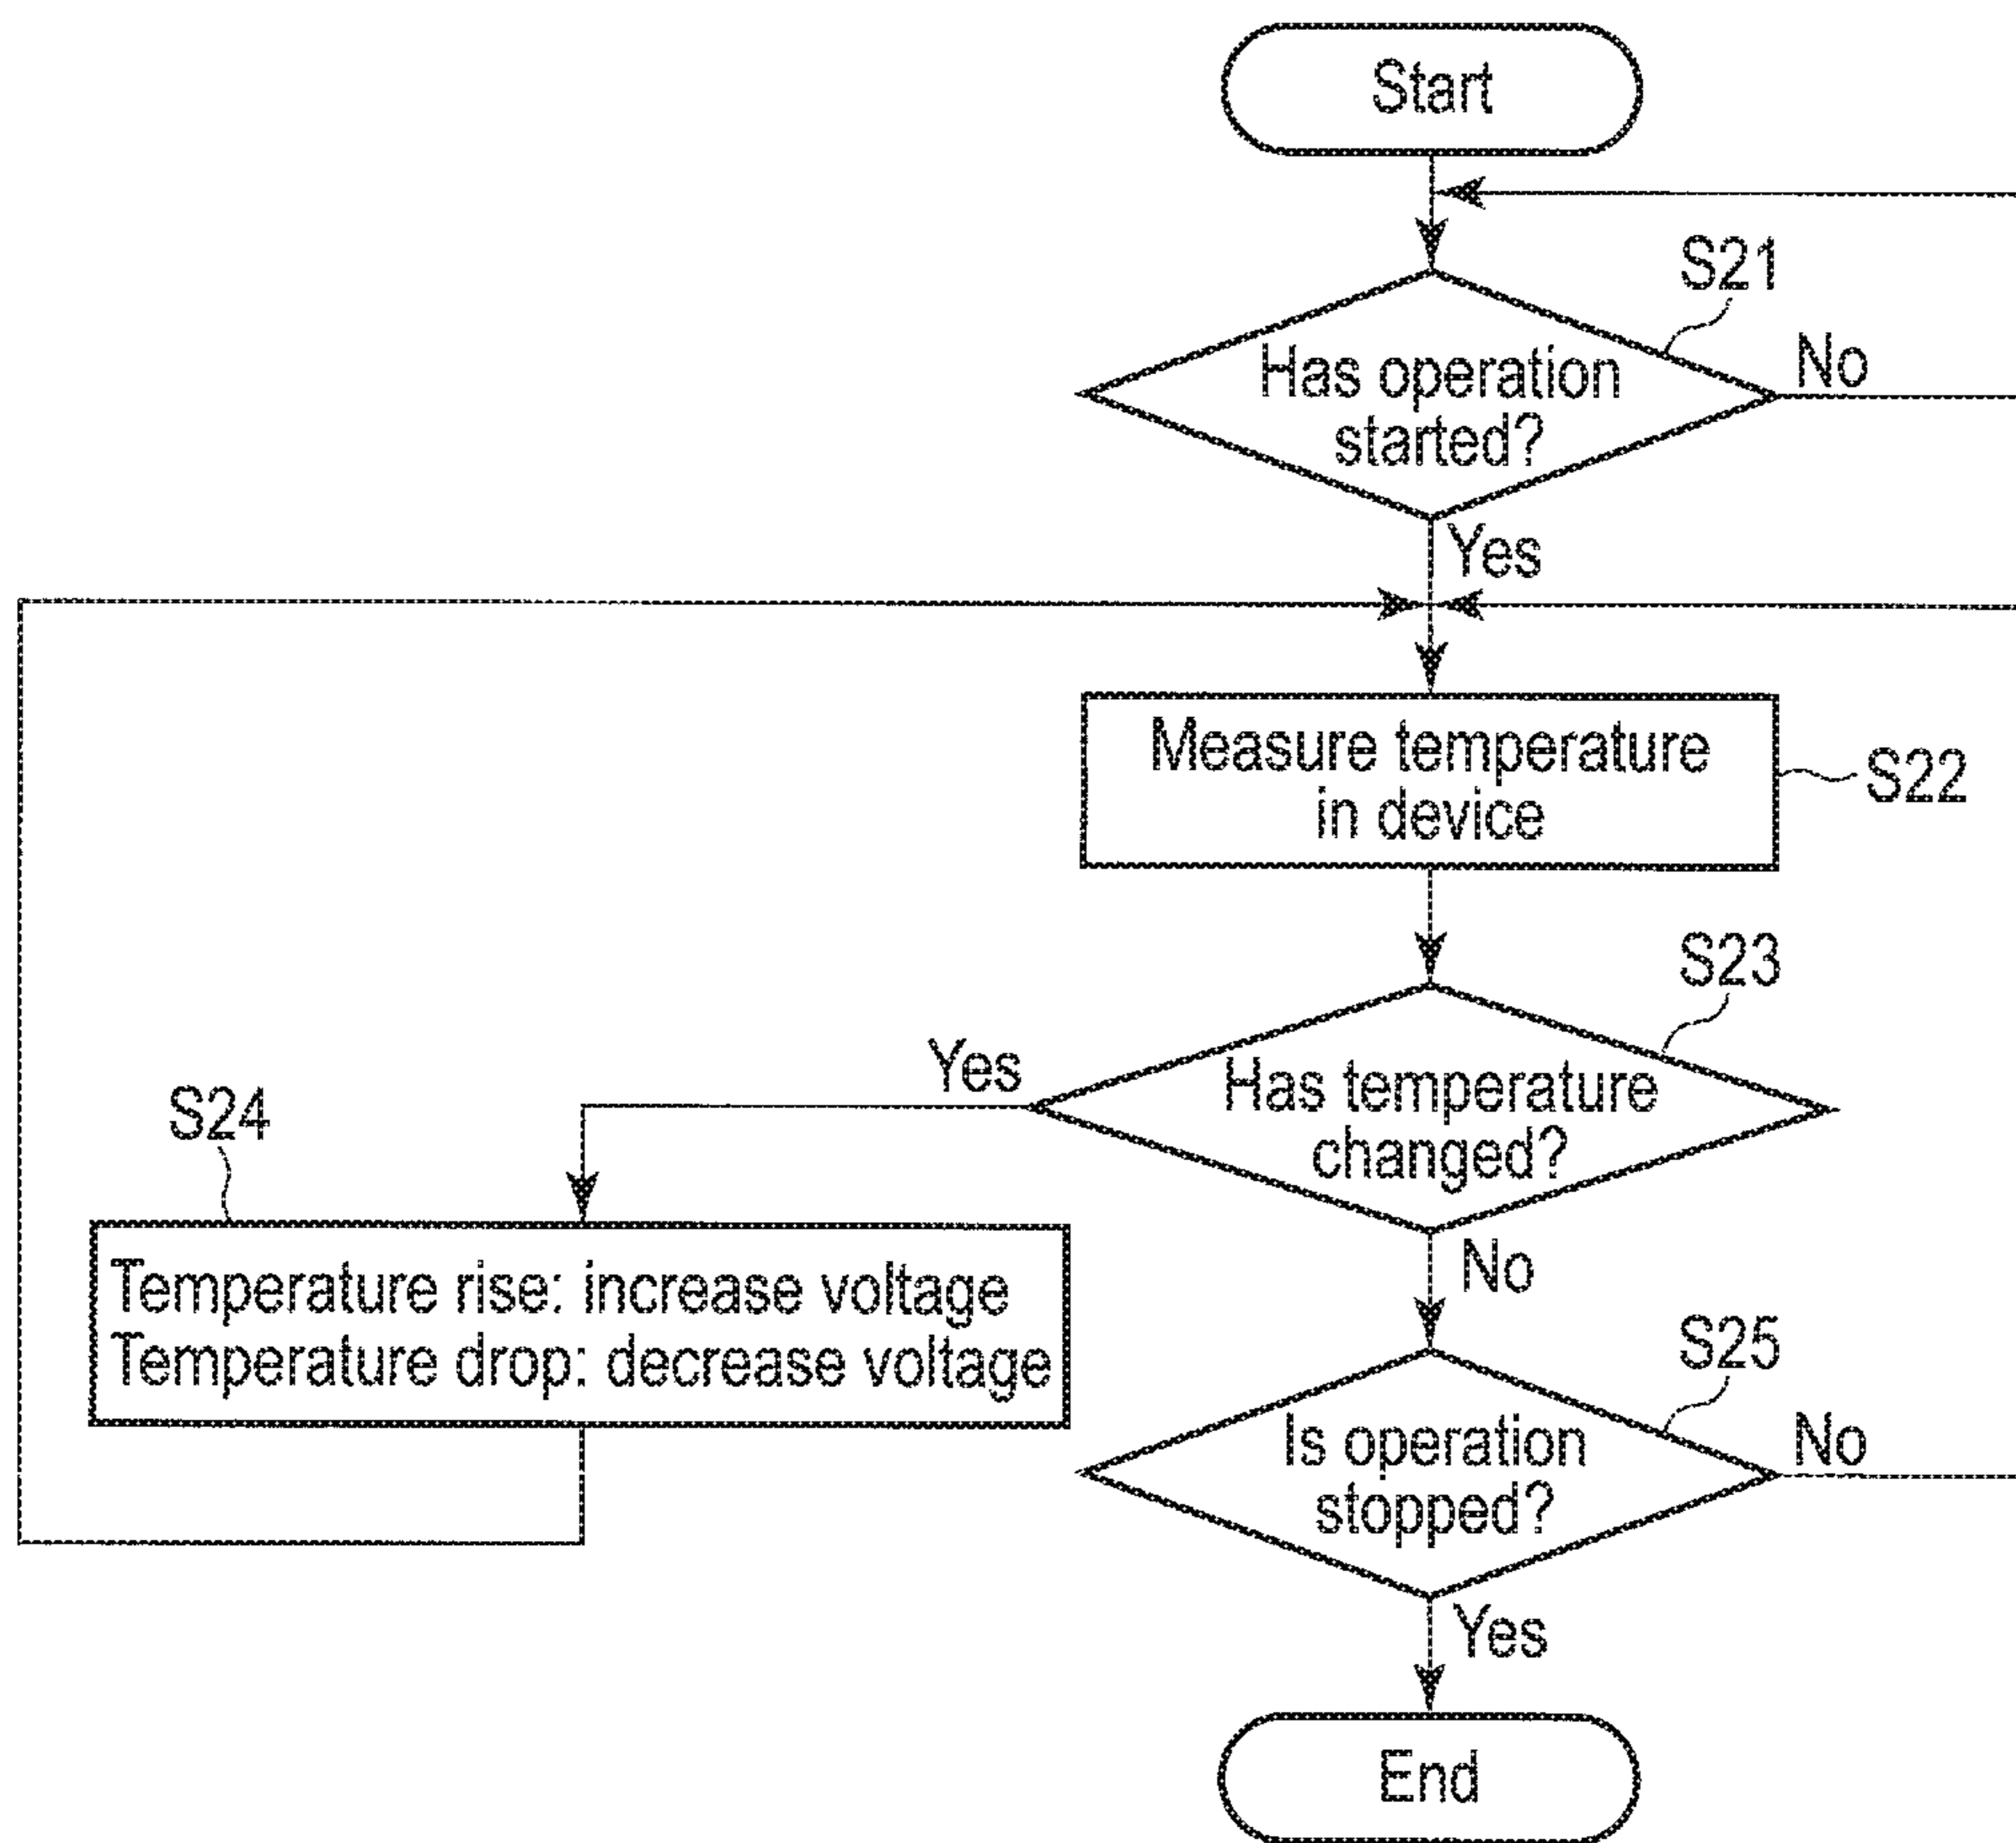 Start
S21
Has operation
started?
No
Yes
Measure temperature
in device
S22
S23
Has temperature
changed?
Yes
No
S24
Temperature rise: increase voltage
Temperature drop: decrease voltage
S25
Is operation
stopped?
No
Yes
End